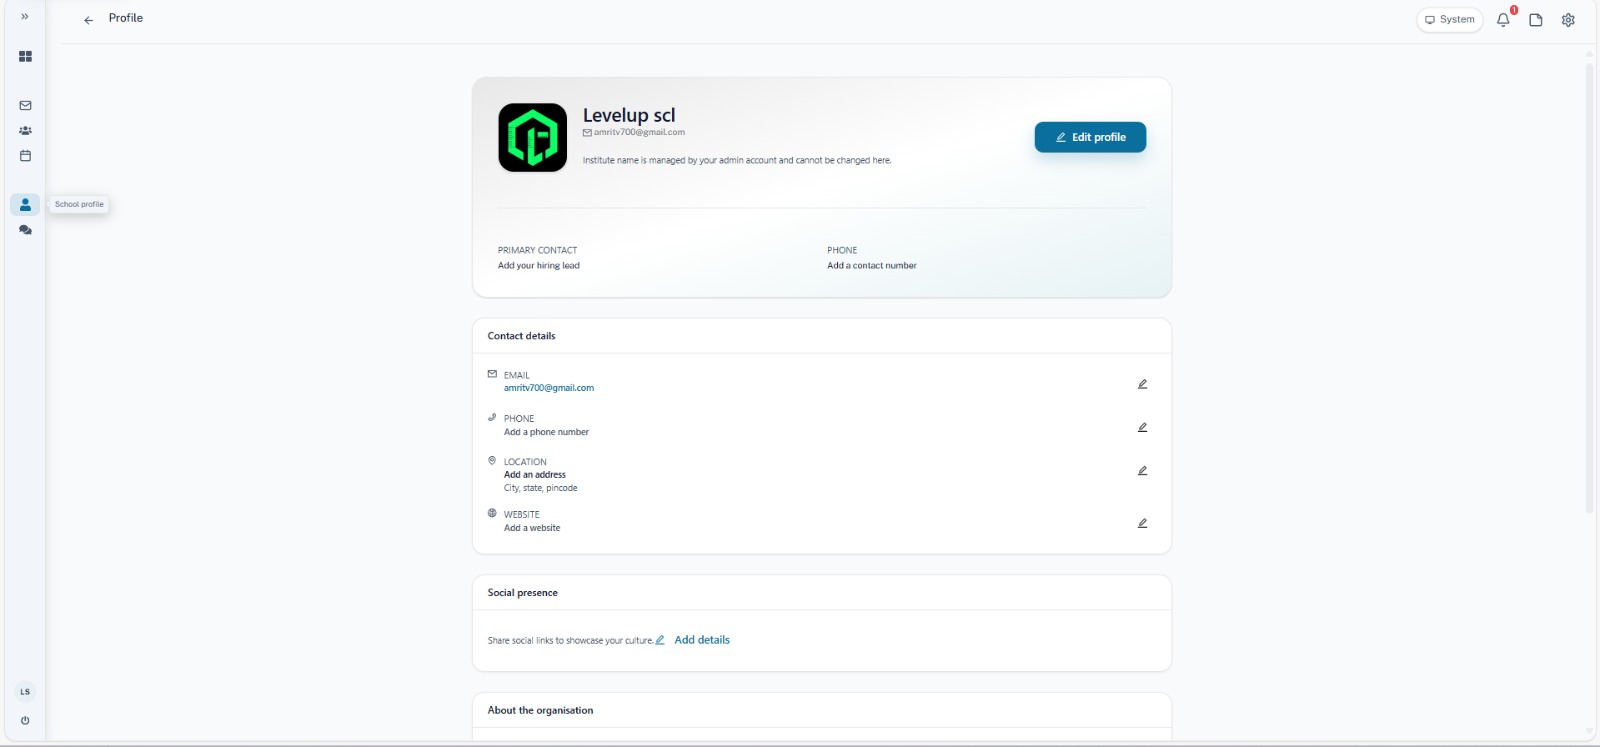 Profile
System
1
School profile
Levelup scl
amritv700@gmail.com
Institute name is managed by your admin account and cannot be changed here.
Edit profile
PRIMARY CONTACT
Add your hiring lead
PHONE
Add a contact number
Contact details
EMAIL
amritv700@gmail.com
PHONE
Add a phone number
LOCATION
Add an address
City, state, pincode
WEBSITE
Add a website
Social presence
Share social links to showcase your culture. Add details
About the organisation
LS